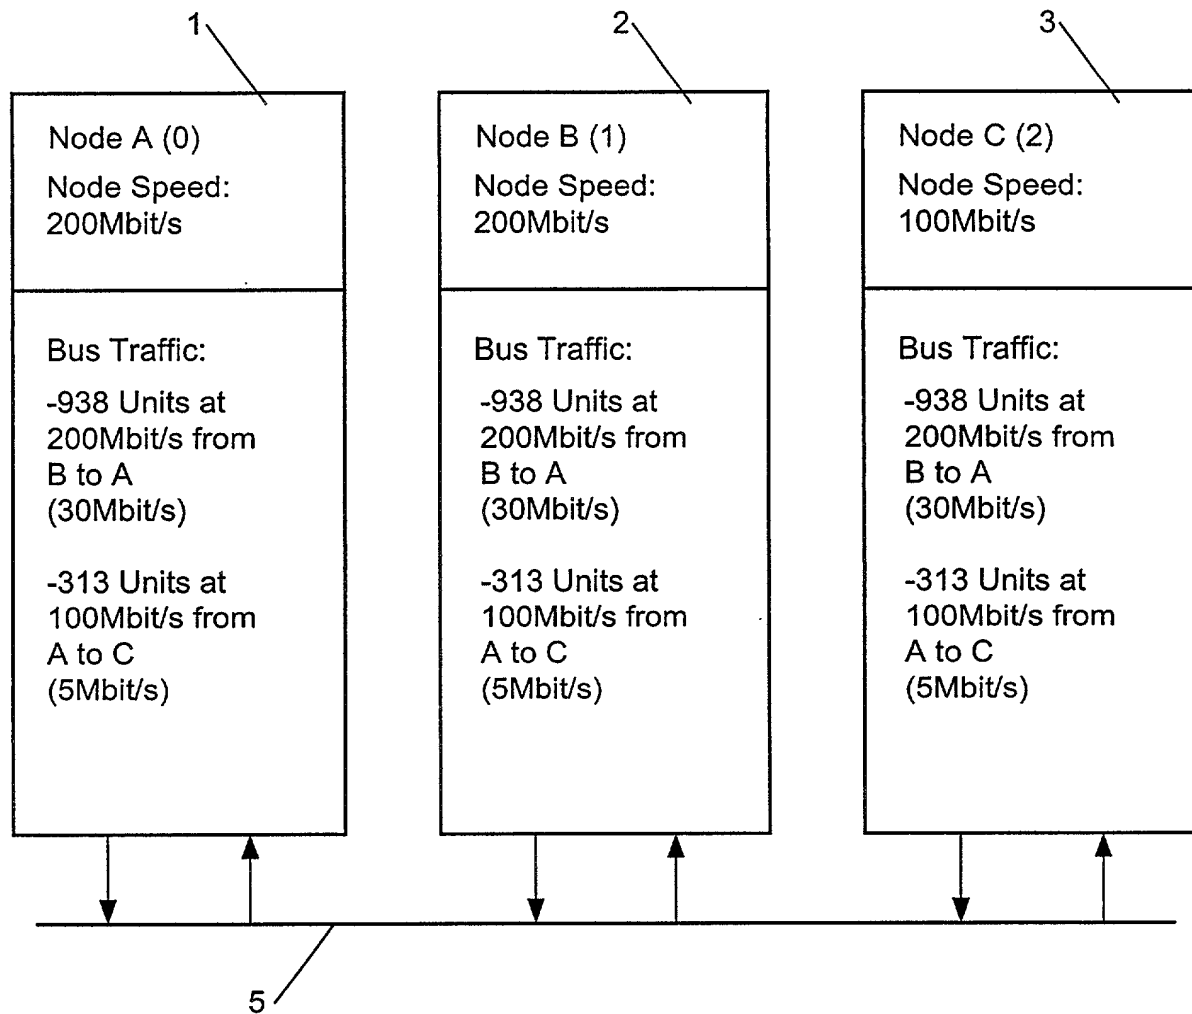 1
2
3
Node A (0)
Node Speed:
200Mbit/s
Bus Traffic:
-938 Units at
200Mbit/s from
B to A
(30Mbit/s)
-313 Units at
100Mbit/s from
A to C
(5Mbit/s)
Node B (1)
Node Speed:
200Mbit/s
Bus Traffic:
-938 Units at
200Mbit/s from
B to A
(30Mbit/s)
-313 Units at
100Mbit/s from
A to C
(5Mbit/s)
Node C (2)
Node Speed:
100Mbit/s
Bus Traffic:
-938 Units at
200Mbit/s from
B to A
(30Mbit/s)
-313 Units at
100Mbit/s from
A to C
(5Mbit/s)
5